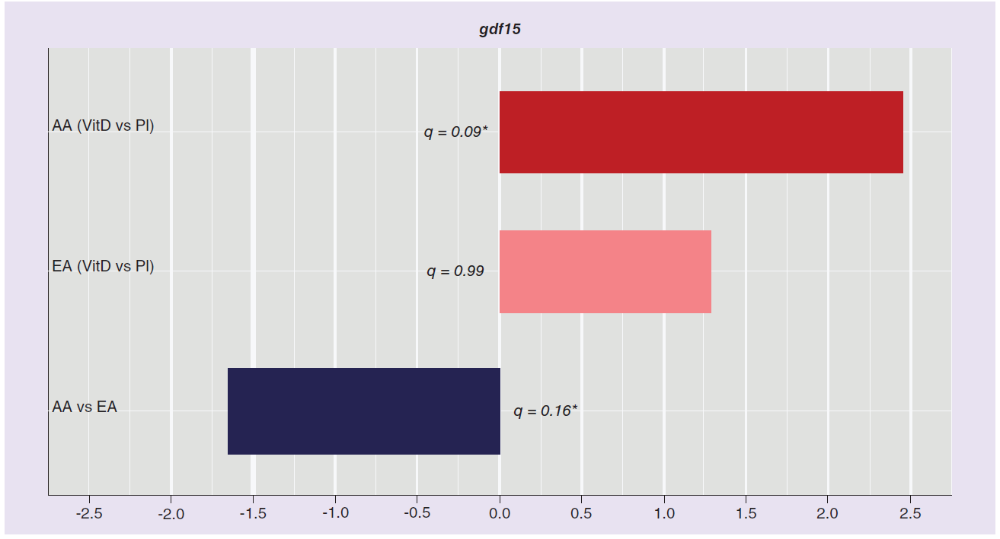 gdf15
AA (VitD vs Pl)
q = 0.09*
EA (VitD vs Pl)
q = 0.99
AA vs EA
q = 0.16*
-2.5 -2.0 -1.5 -1.0 -0.5 0.0 0.5 1.0 1.5 2.0 2.5